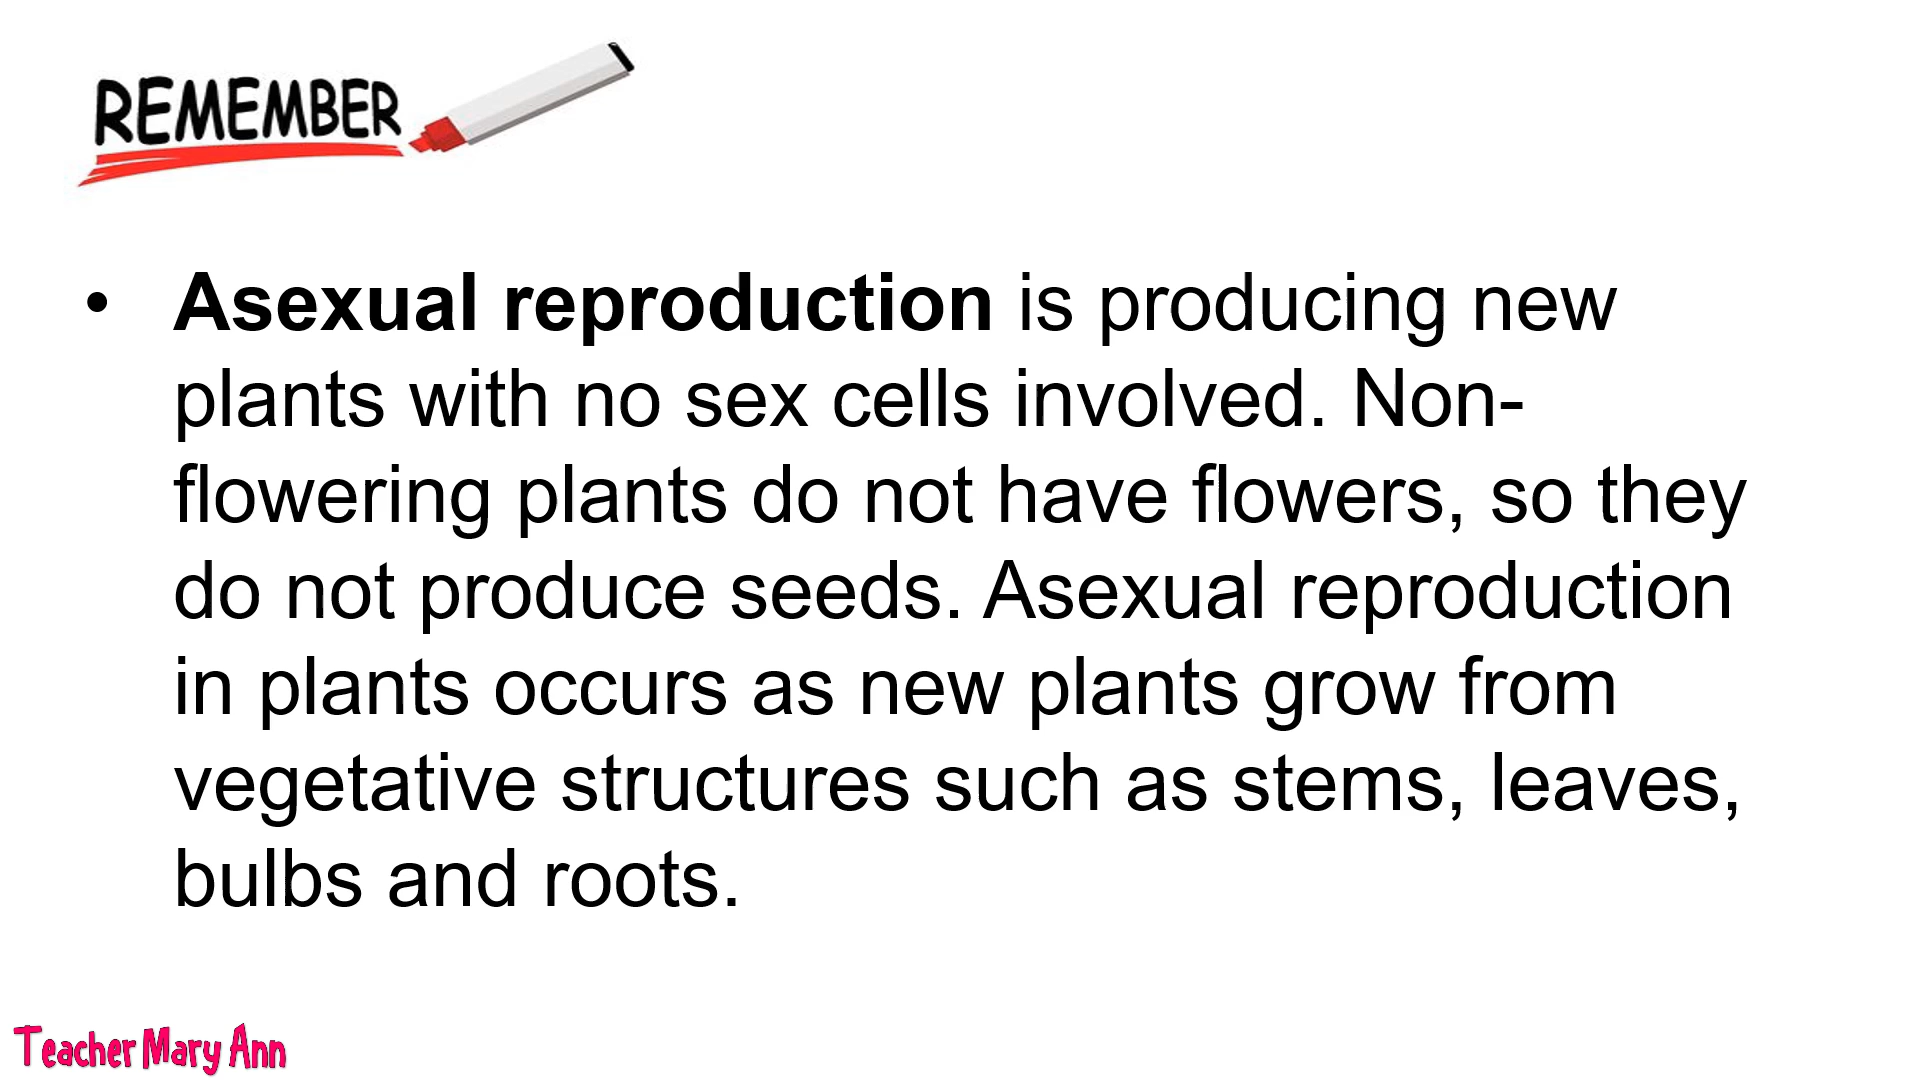 REMEMBER
• Asexual reproduction is producing new
plants with no sex cells involved. Non-
flowering plants do not have flowers, so they
do not produce seeds. Asexual reproduction
in plants occurs as new plants grow from
vegetative structures such as stems, leaves,
bulbs and roots.
Teacher Mary Ann